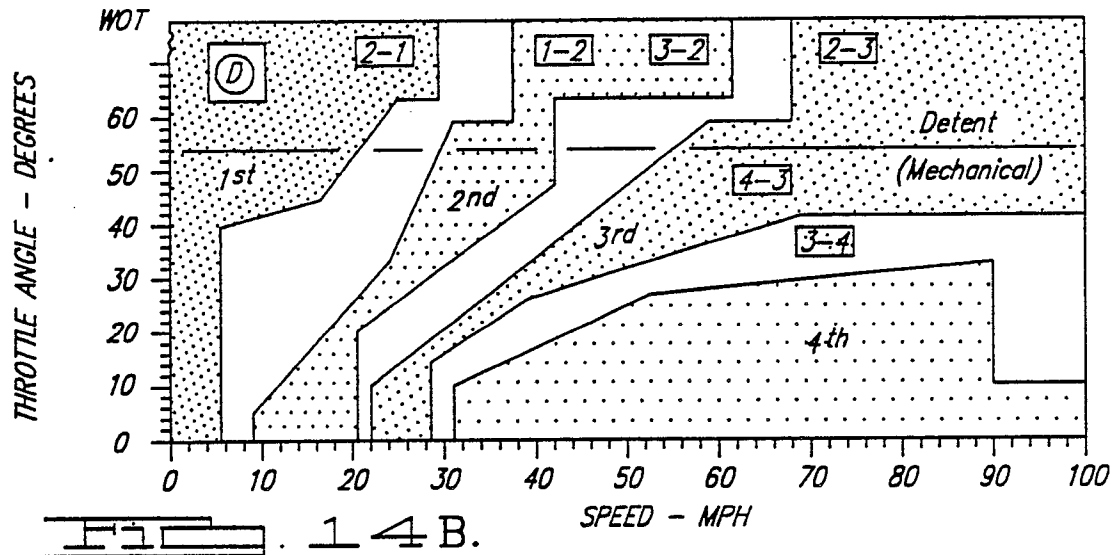 WOT
D
2-1
1-2
3-2
2-3
60
Detent
50
1st
2nd
4-3
(Mechanical)
40
3rd
3-4
30
20
4th
10
0
THROTTLE ANGLE - DEGREES
0 10 20 30 40 50 60 70 80 90 100
SPEED - MPH
14B.